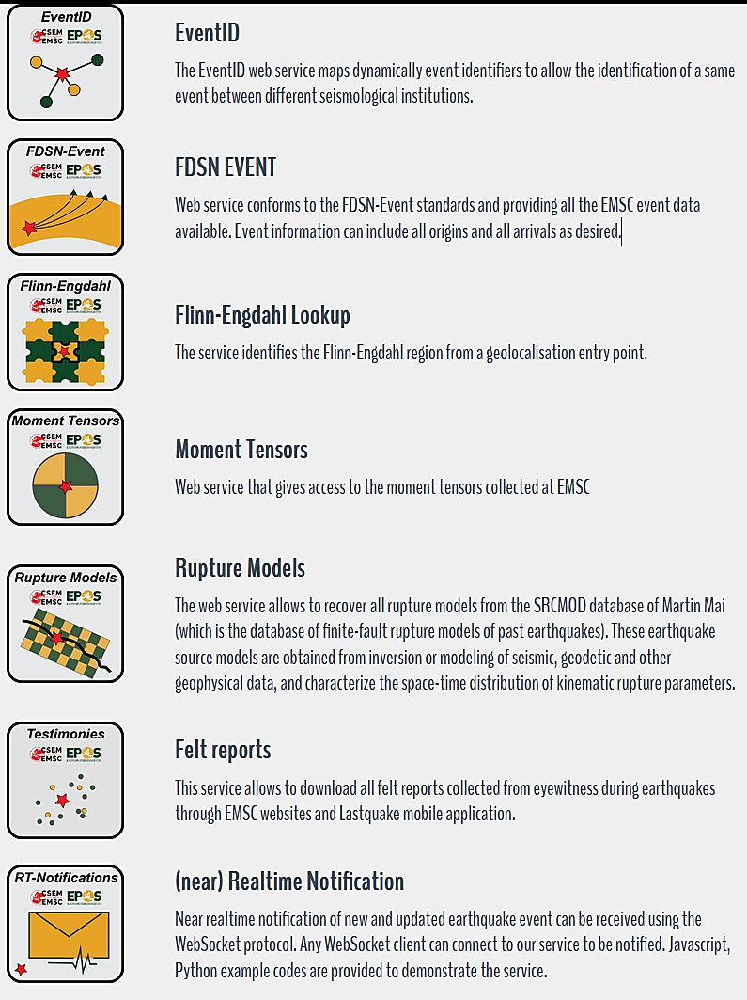 EventID
CSEM
EMSC
EPOS
EventID
The EventID web service maps dynamically event identifiers to allow the identification of a same
event between different seismological institutions.
FDSN-Event
CSEM
EMSC
EPOS
FDSN EVENT
Web service conforms to the FDSN-Event standards and providing all the EMSC event data
available. Event information can include all origins and all arrivals as desired.
Flinn-Engdahl
CSEM
EMSC
EPOS
Flinn-Engdahl Lookup
The service identifies the Flinn-Engdahl region from a geolocalisation entry point.
Moment Tensors
CSEM
EMSC
EPOS
Moment Tensors
Web service that gives access to the moment tensors collected at EMSC
Rupture Models
CSEM
EMSC
EPOS
Rupture Models
The web service allows to recover all rupture models from the SRCMOD database of Martin Mai
(which is the database of finite-fault rupture models of past earthquakes). These earthquake
source models are obtained from inversion or modeling of seismic, geodetic and other
geophysical data, and characterize the space-time distribution of kinematic rupture parameters.
Testimonies
CSEM
EMSC
EPOS
Felt reports
This service allows to download all felt reports collected from eyewitness during earthquakes
through EMSC websites and Lastquake mobile application.
RT-Notifications
CSEM
EMSC
EPOS
(near) Realtime Notification
Near realtime notification of new and updated earthquake event can be received using the
WebSocket protocol. Any WebSocket client can connect to our service to be notified. Javascript,
Python example codes are provided to demonstrate the service.